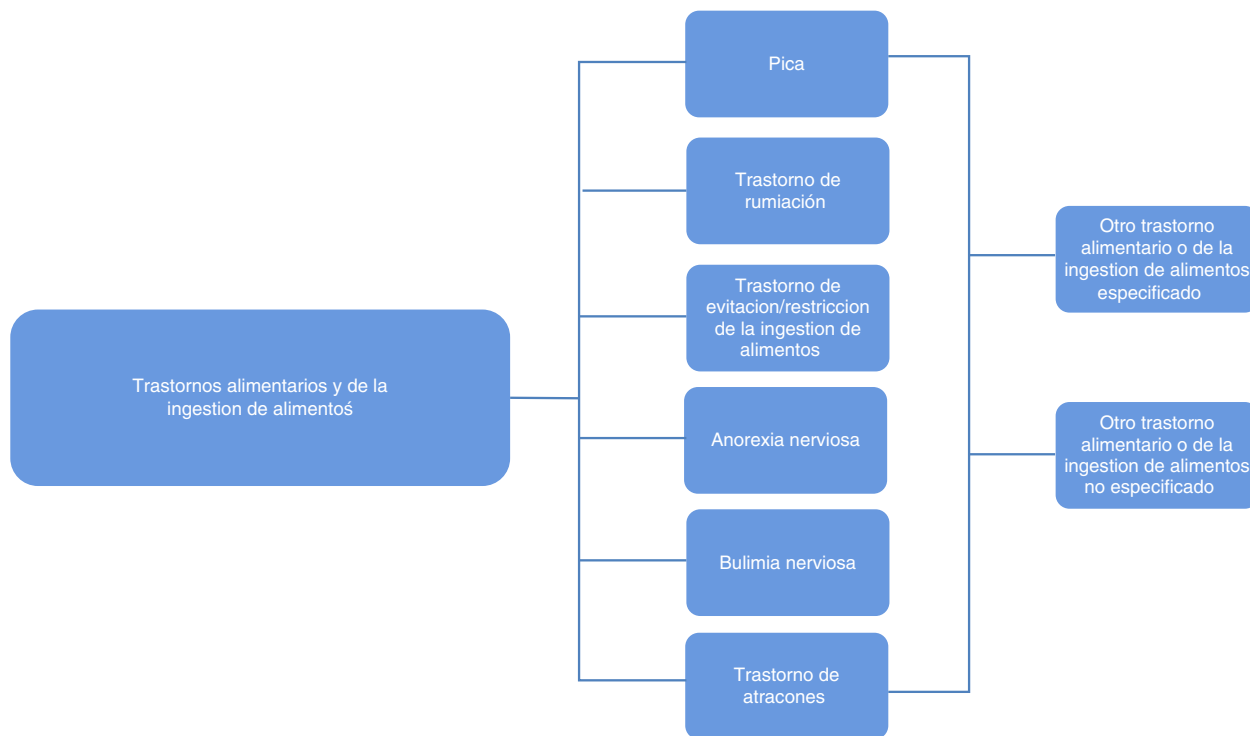 Pica
Trastorno de
rumiación
Trastorno de
evitacion/restriccion
de la ingestion de
alimentos
Trastornos alimentarios y de la
ingestion de alimentoś
Anorexia nerviosa
Bulimia nerviosa
Trastorno de
atracones
Otro trastorno
alimentario o de la
ingestion de alimentos
especificado
Otro trastorno
alimentario o de la
ingestion de alimentos
no especificado